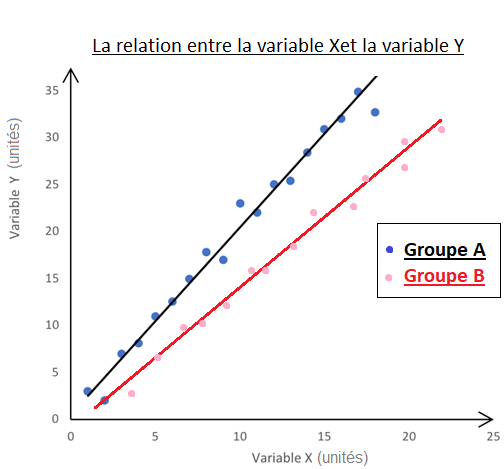 La relation entre la variable Xet la variable Y
Variable Y (unités)
35
30
25
20
15
10
5
0
0 5 10 15 20 25
Variable X (unités)
Groupe A
Groupe B